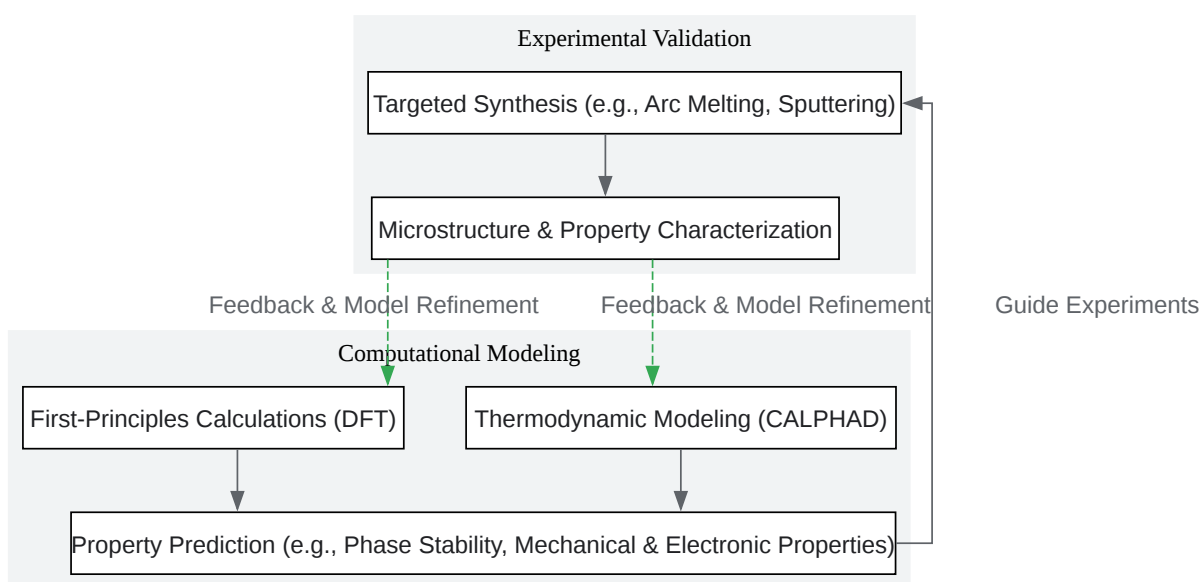 Experimental Validation
Targeted Synthesis (e.g., Arc Melting, Sputtering)
Microstructure & Property Characterization
Feedback & Model Refinement
Feedback & Model Refinement
Guide Experiments
Computational Modeling
First-Principles Calculations (DFT)
Thermodynamic Modeling (CALPHAD)
Property Prediction (e.g., Phase Stability, Mechanical & Electronic Properties)